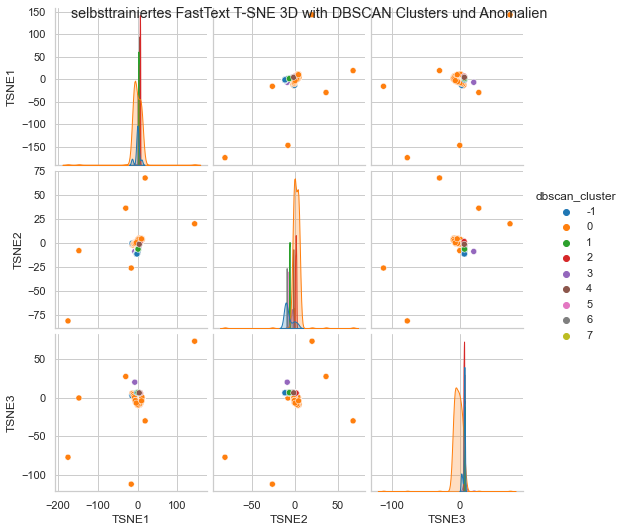 selbsttrainiertes FastText T-SNE 3D with DBSCAN Clusters und Anomalien
150
100
50
0
−50
−100
−150
TSNE1
75
50
25
0
−25
−50
−75
TSNE2
50
0
−50
−100
TSNE3
−200 −100 0 100
TSNE1
−50 0 50
TSNE2
−100 0
TSNE3
dbscan_cluster
-1
0
1
2
3
4
5
6
7